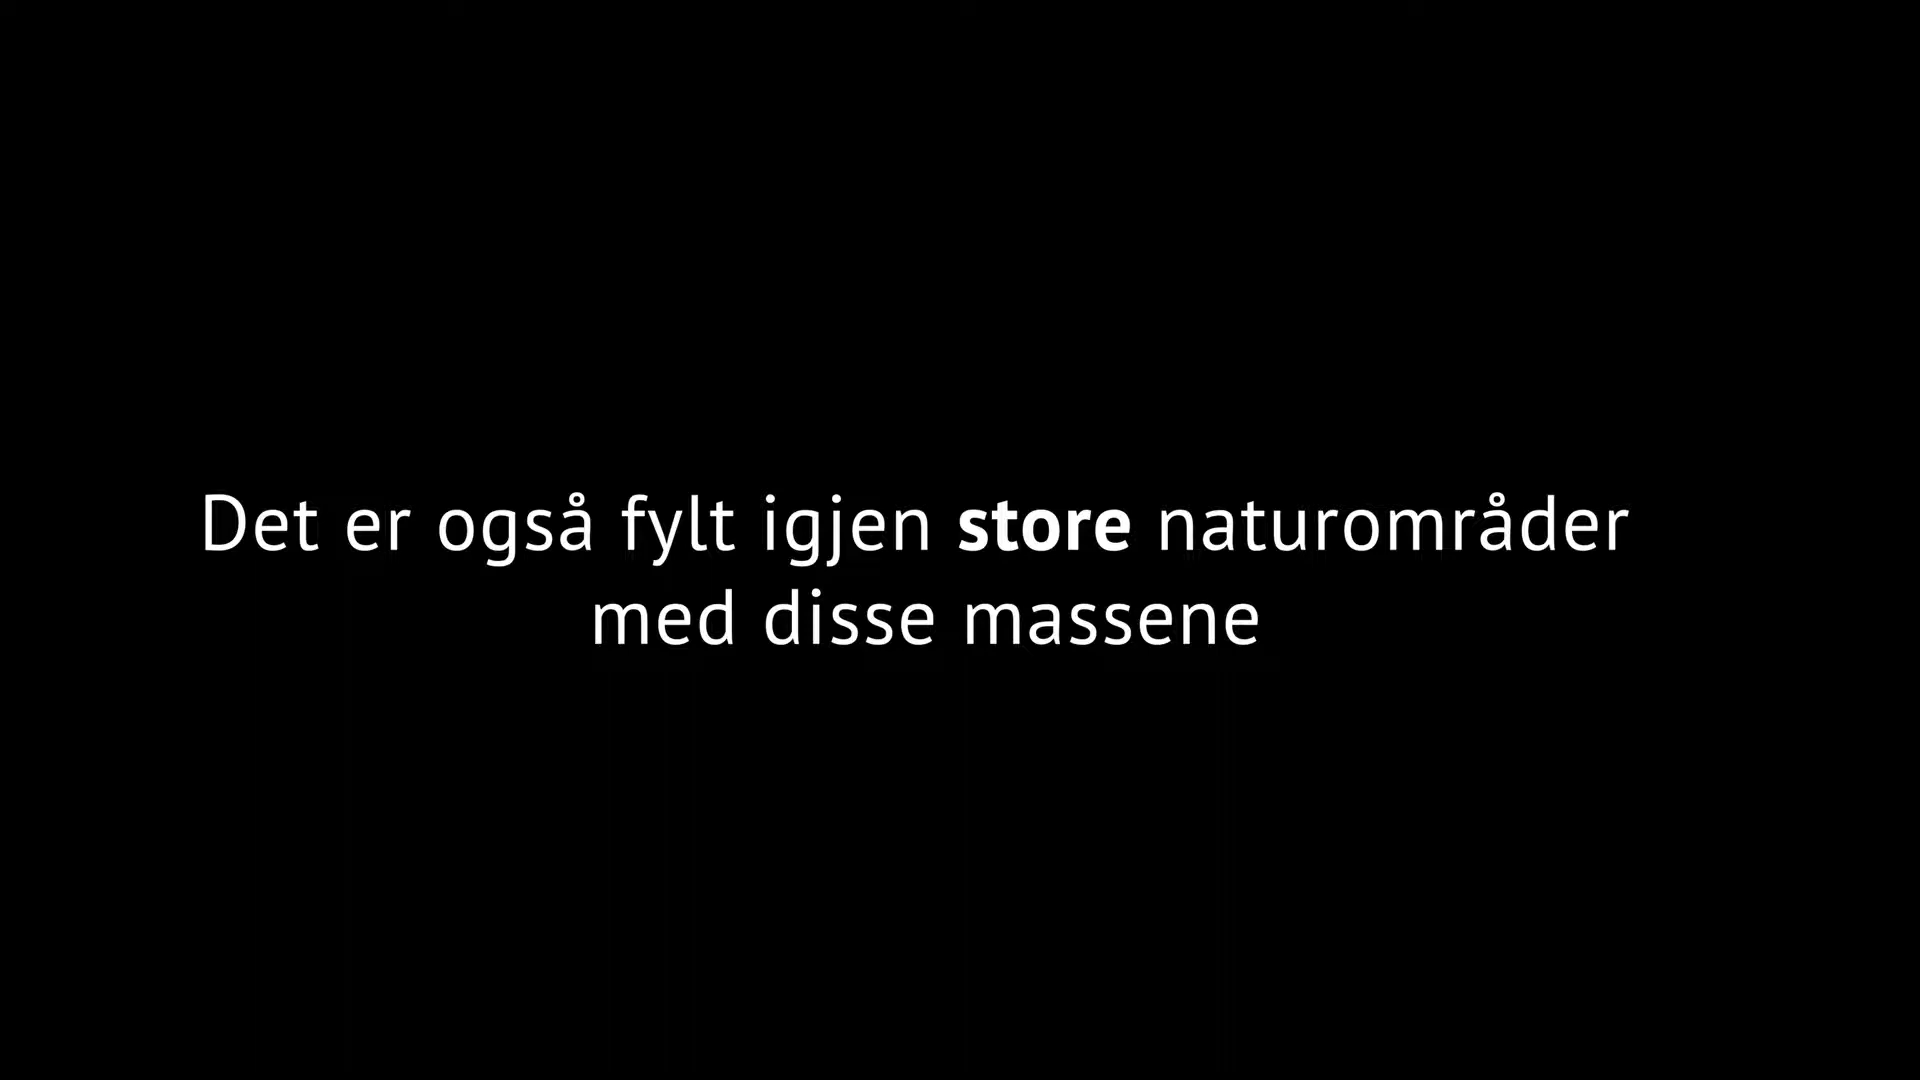 Det er også fylt igjen store naturområder
med disse massene